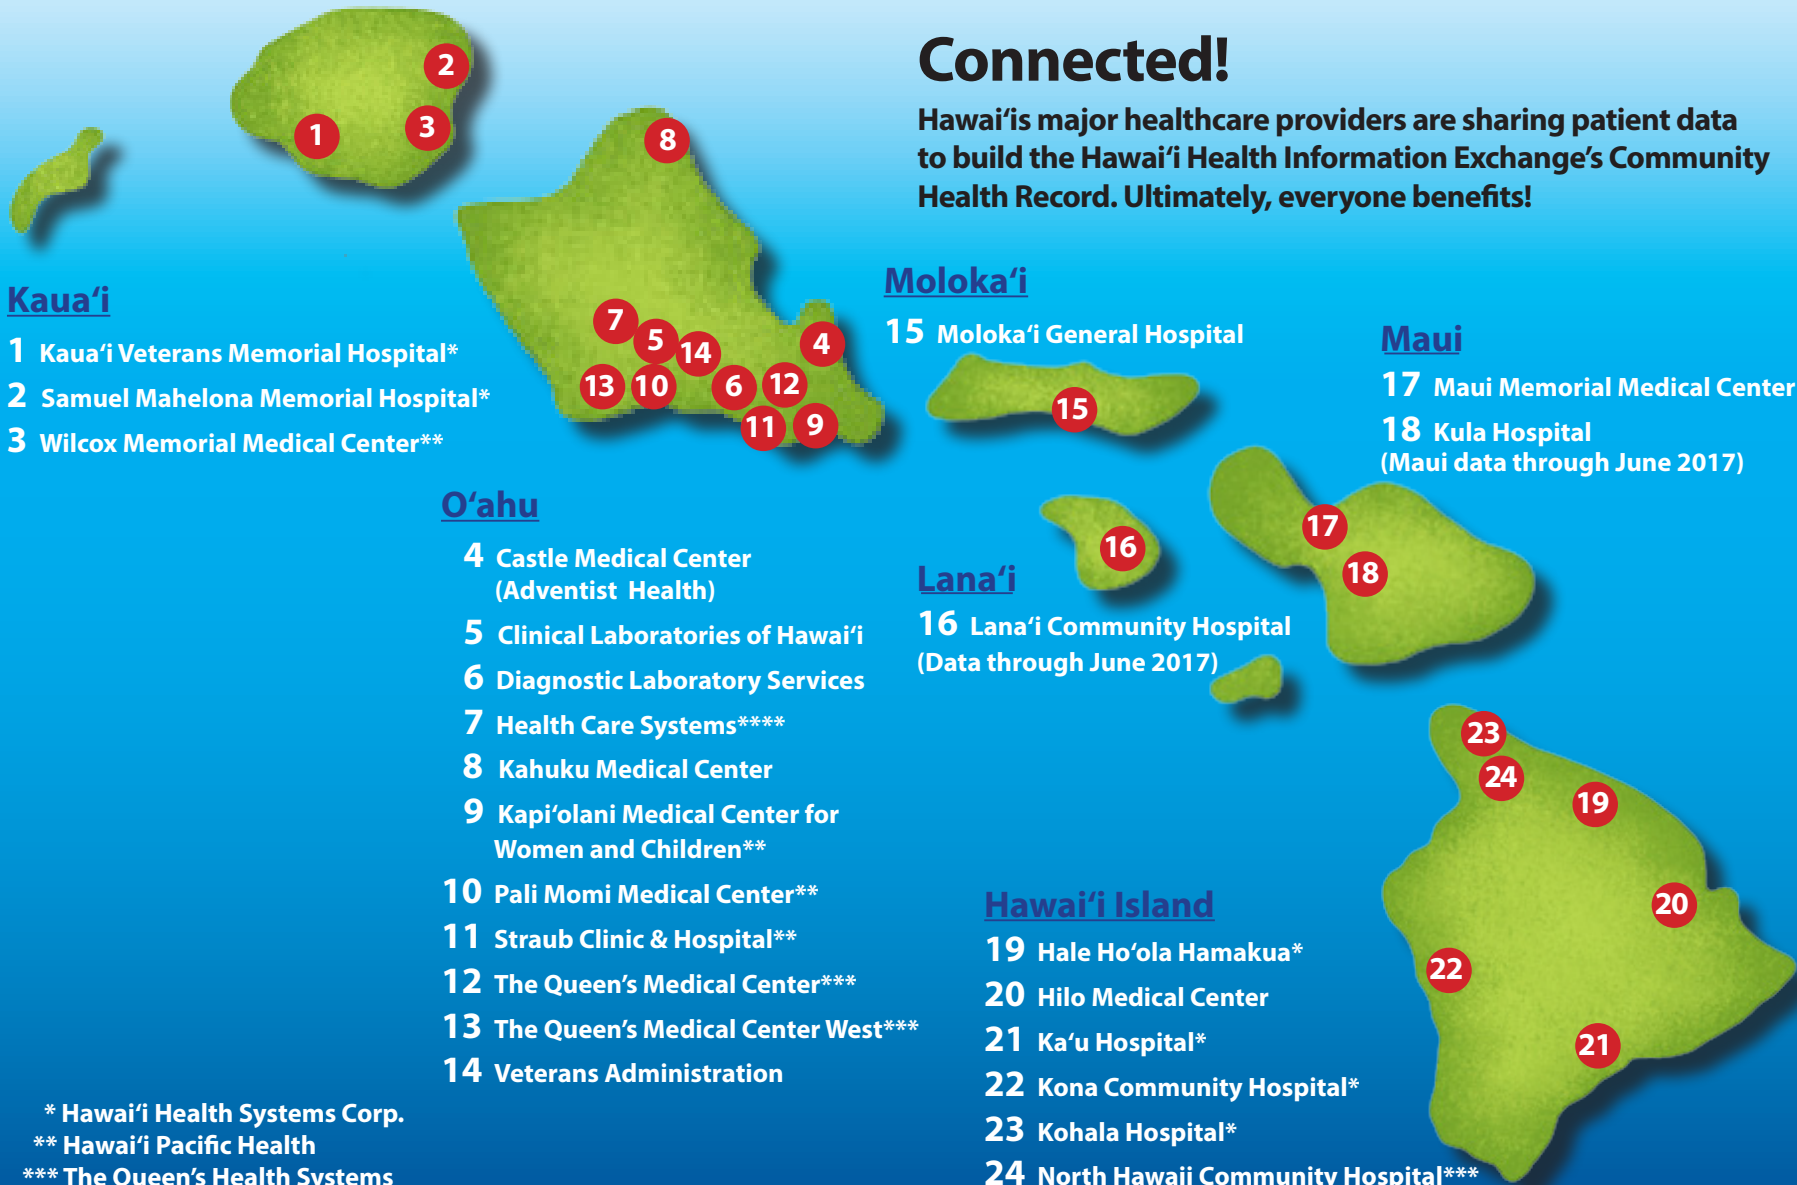 Connected!
Hawai‘is major healthcare providers are sharing patient data
to build the Hawai‘i Health Information Exchange’s Community
Health Record. Ultimately, everyone benefits!
2
1
3
8
7
5
14
4
13
10
6
12
11
9
Kaua‘i
1 Kaua‘i Veterans Memorial Hospital*
2 Samuel Mahelona Memorial Hospital*
3 Wilcox Memorial Medical Center**
O‘ahu
4 Castle Medical Center
(Adventist Health)
5 Clinical Laboratories of Hawai‘i
6 Diagnostic Laboratory Services
7 Health Care Systems****
8 Kahuku Medical Center
9 Kapi‘olani Medical Center for
Women and Children**
10 Pali Momi Medical Center**
11 Straub Clinic & Hospital**
12 The Queen’s Medical Center***
13 The Queen’s Medical Center West***
14 Veterans Administration
Moloka‘i
15 Moloka‘i General Hospital
15
Lana‘i
16 Lana‘i Community Hospital
(Data through June 2017)
16
Maui
17 Maui Memorial Medical Center
18 Kula Hospital
(Maui data through June 2017)
17
18
Hawai‘i Island
19 Hale Ho‘ola Hamakua*
20 Hilo Medical Center
21 Ka‘u Hospital*
22 Kona Community Hospital*
23 Kohala Hospital*
24 North Hawaii Community Hospital***
23
24
19
20
22
21
* Hawai‘i Health Systems Corp.
** Hawai‘i Pacific Health
*** The Queen’s Health Systems